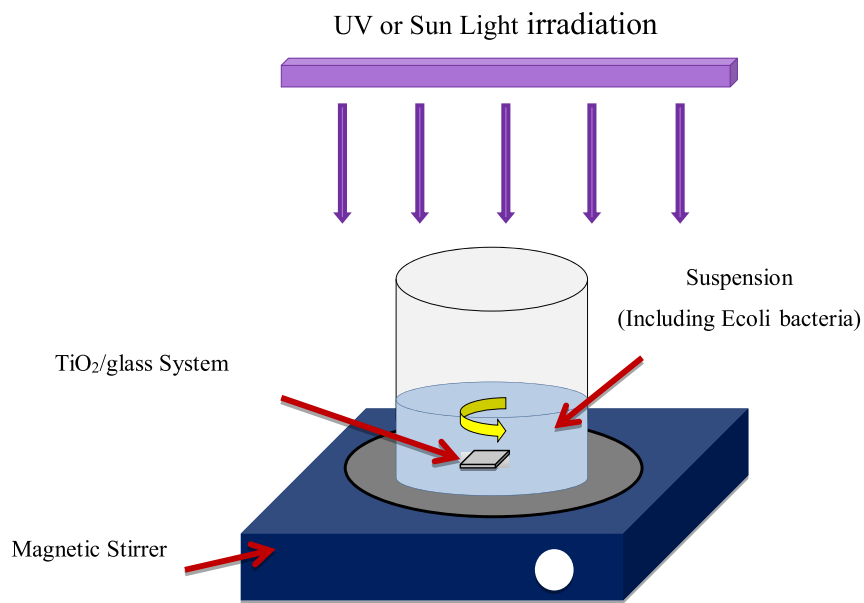 UV or Sun Light irradiation
Suspension
(Including Ecoli bacteria)
TiO₂/glass System
Magnetic Stirrer